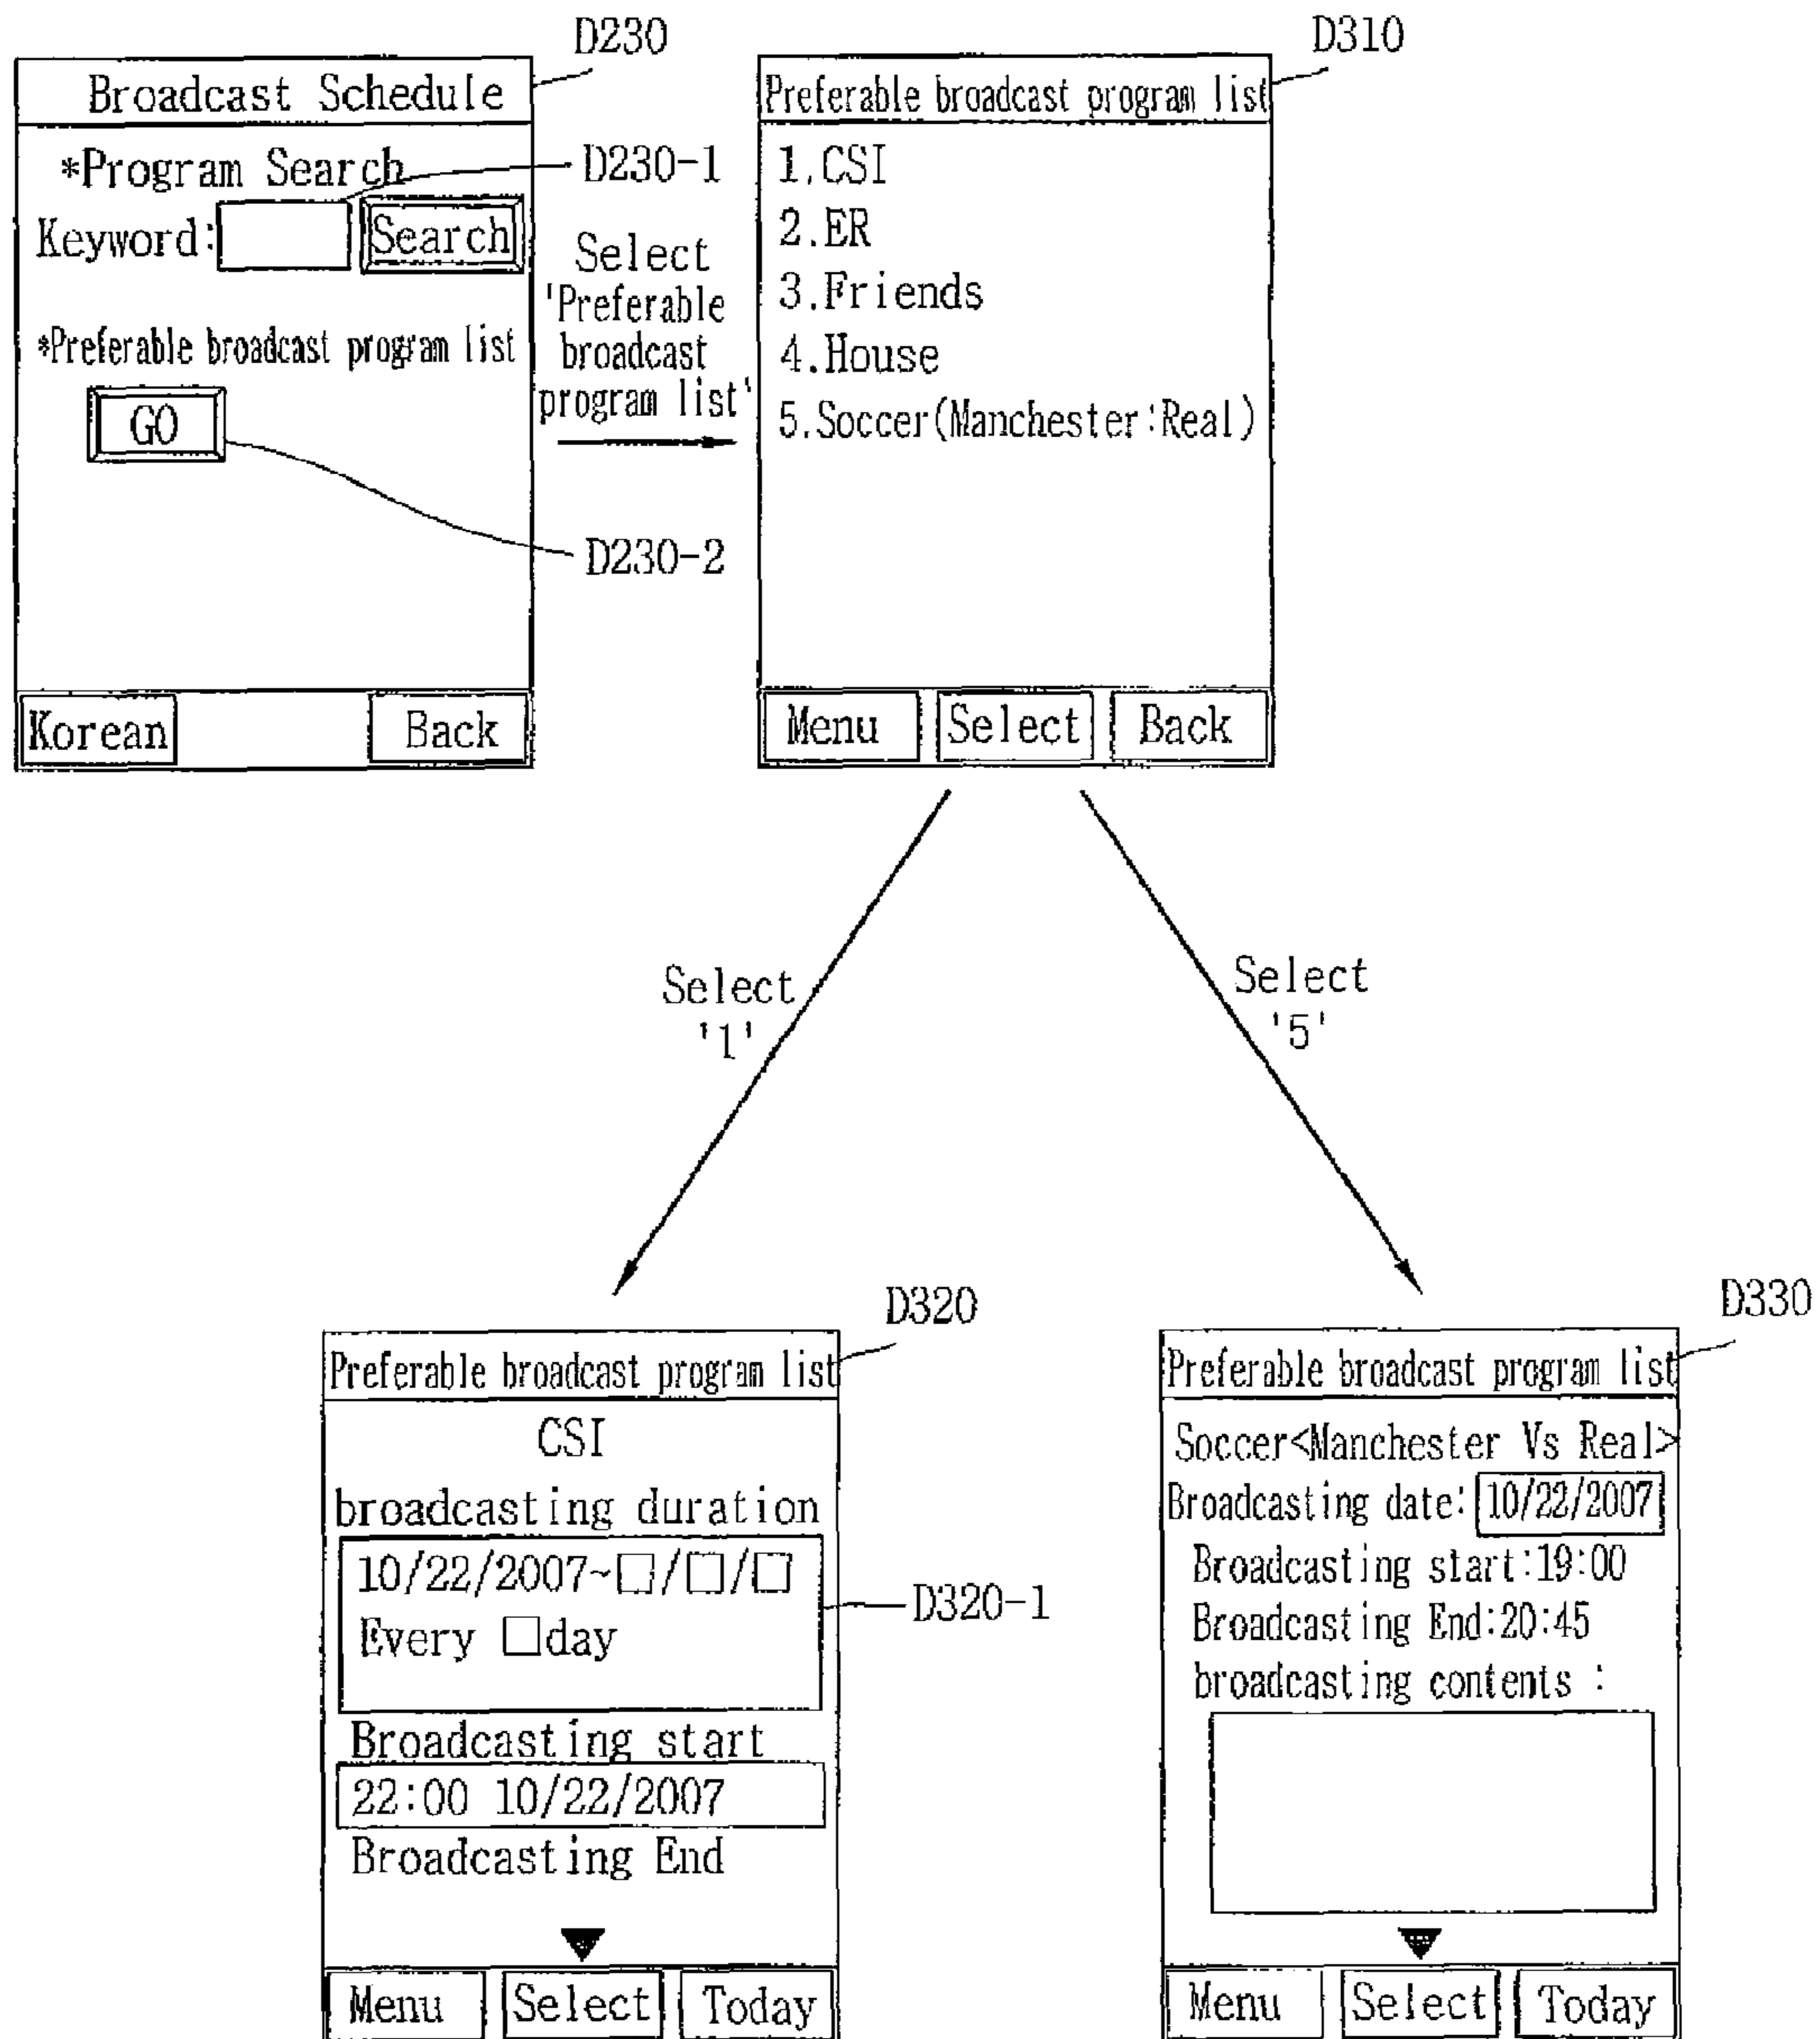 D230
Broadcast Schedule
*Program Search
D230-1
Keyword:
Search
*Preferable broadcast program list
GO
D230-2
Korean
Back
Select
'Preferable
broadcast
program list'
D310
Preferable broadcast program list
1.CSI
2.ER
3.Friends
4.House
5.Soccer(Manchester:Real)
Menu
Select
Back
Select
'1'
Select
'5'
D320
Preferable broadcast program list
CSI
broadcasting duration
10/22/2007~□/□/□
Every □day
D320-1
Broadcasting start
22:00 10/22/2007
Broadcasting End
Menu
Select
Today
D330
Preferable broadcast program list
Soccer<Manchester Vs Real>
Broadcasting date: 10/22/2007
Broadcasting start:19:00
Broadcasting End:20:45
broadcasting contents :
Menu
Select
Today